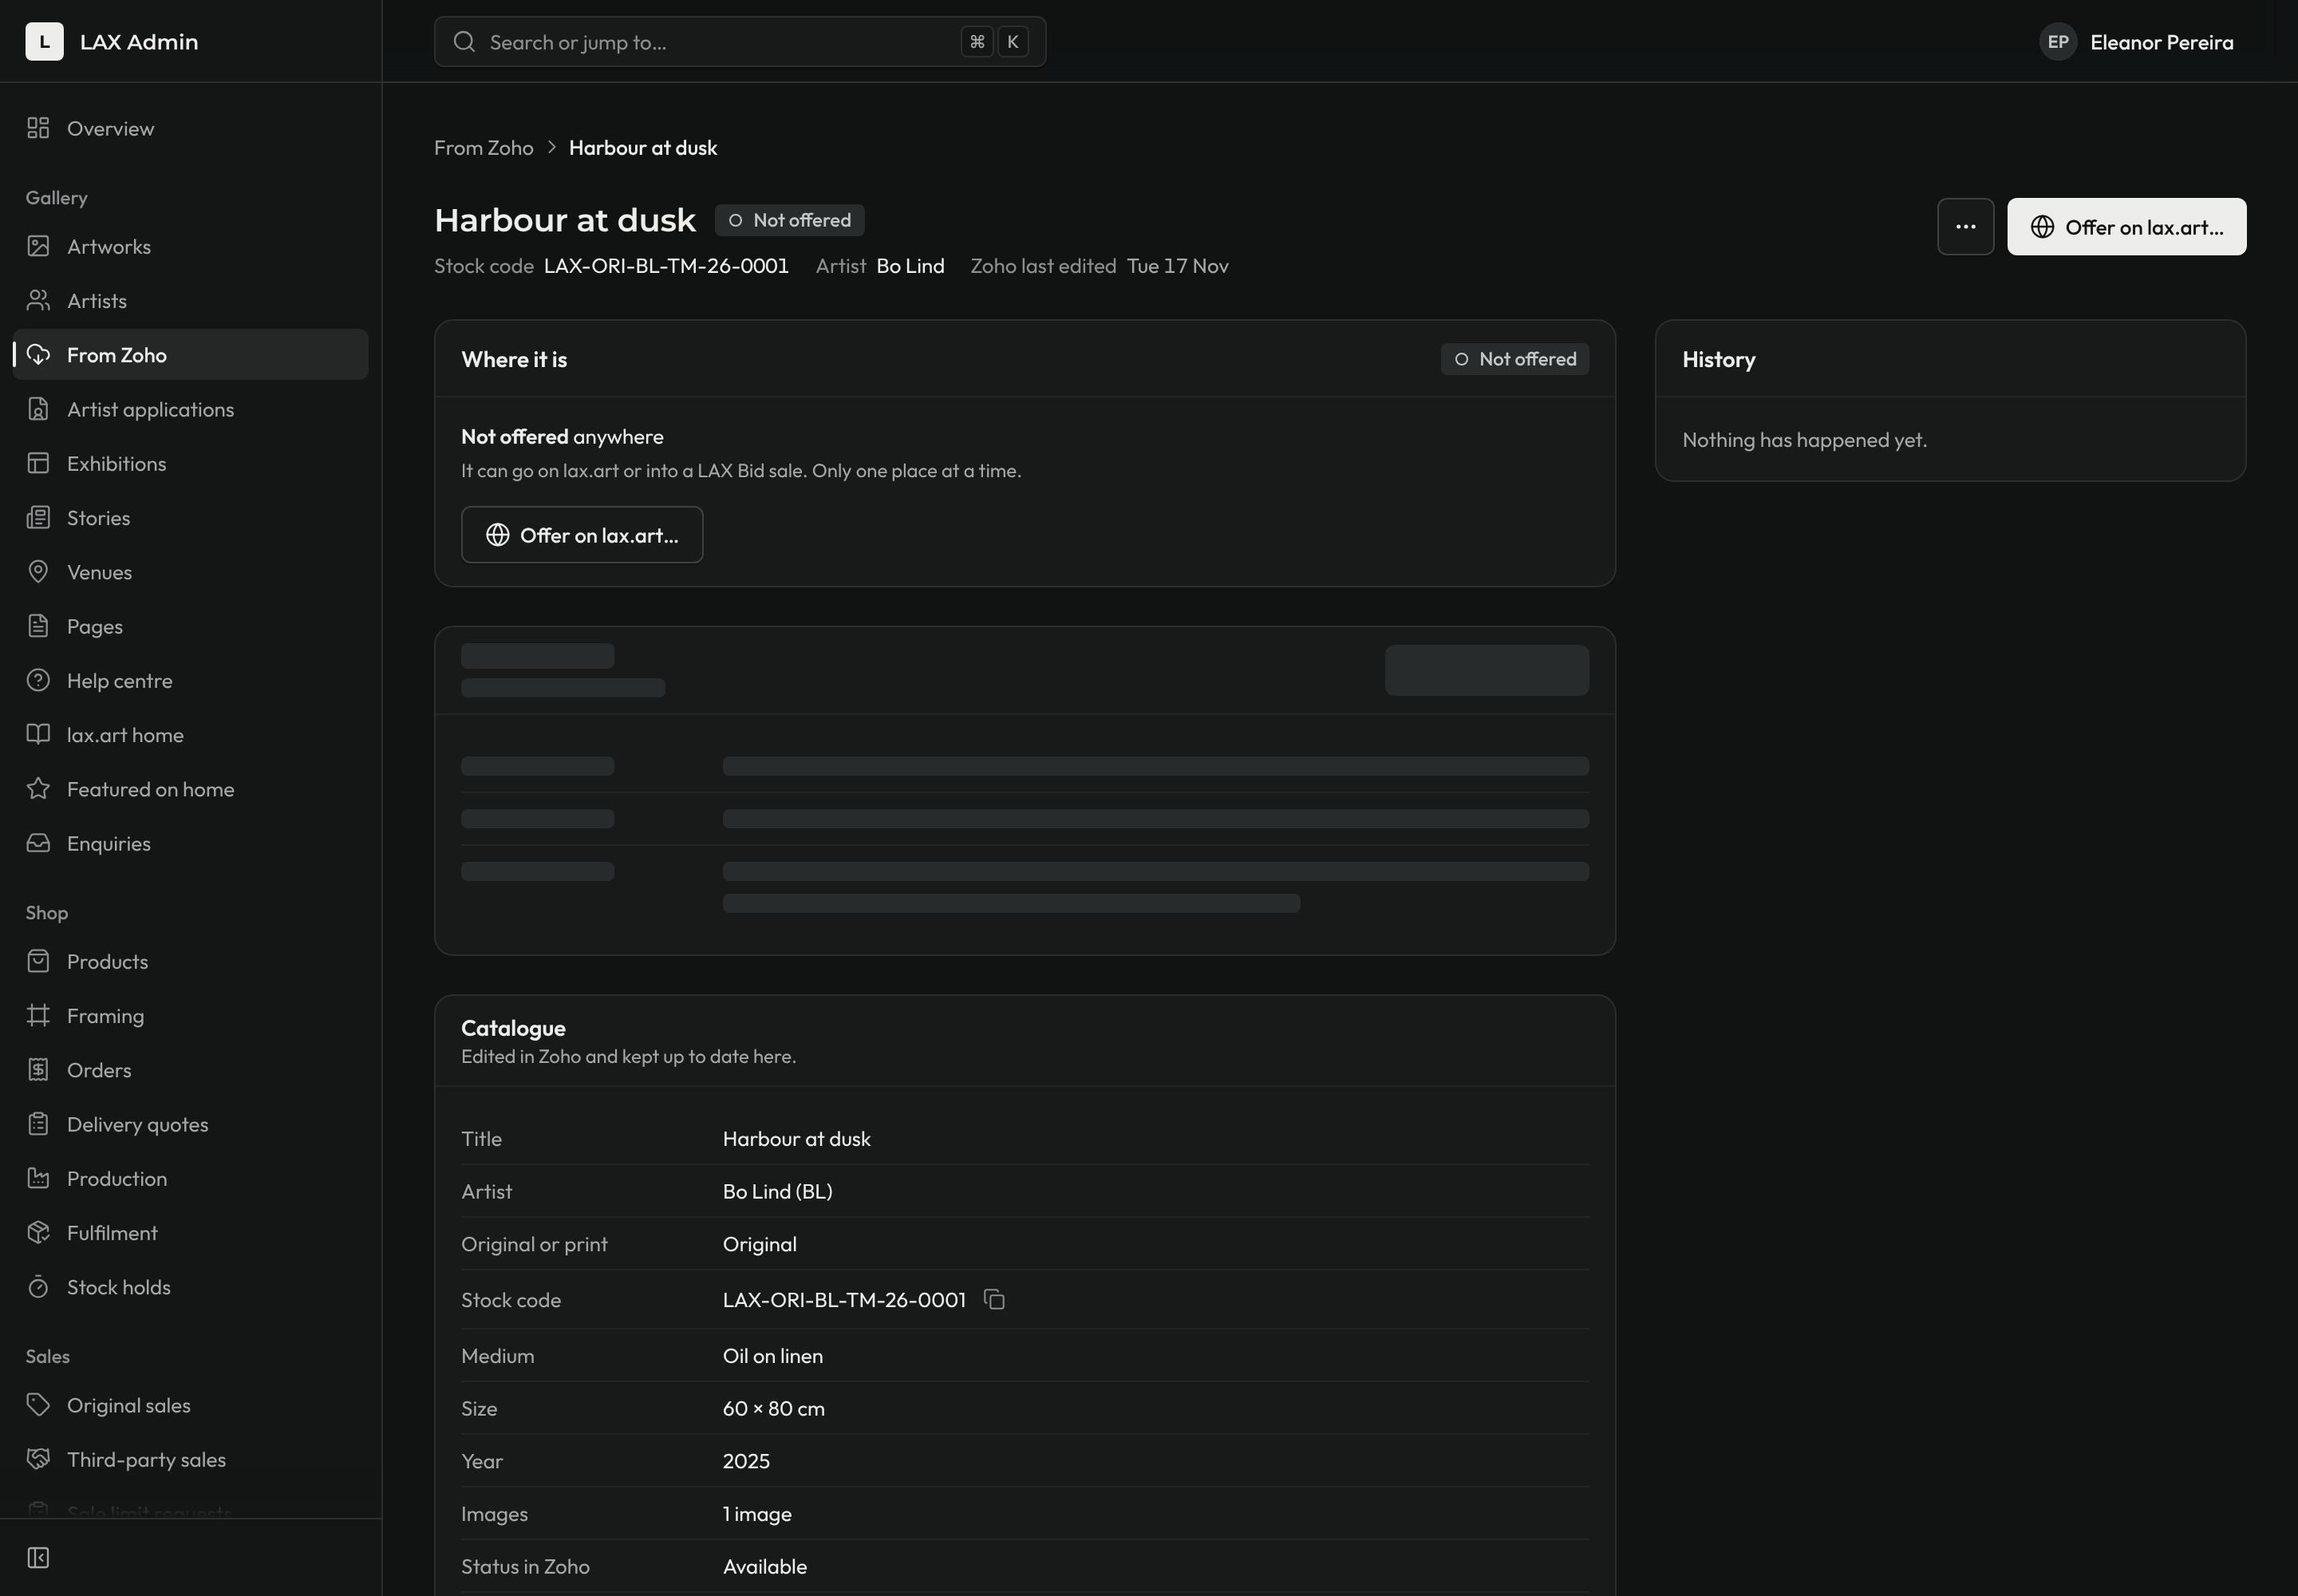 L LAX Admin
Search or jump to...
⌘ K
EP Eleanor Pereira
Overview
Gallery
Artworks
Artists
From Zoho
Artist applications
Exhibitions
Stories
Venues
Pages
Help centre
lax.art home
Featured on home
Enquiries
Shop
Products
Framing
Orders
Delivery quotes
Production
Fulfilment
Stock holds
Sales
Original sales
Third-party sales
Sale limit requests
From Zoho > Harbour at dusk
Harbour at dusk
Not offered
Stock code LAX-ORI-BL-TM-26-0001 Artist Bo Lind Zoho last edited Tue 17 Nov
Offer on lax.art...
Where it is
Not offered
Not offered anywhere
It can go on lax.art or into a LAX Bid sale. Only one place at a time.
Offer on lax.art...
History
Nothing has happened yet.
Catalogue
Edited in Zoho and kept up to date here.
Title Harbour at dusk
Artist Bo Lind (BL)
Original or print Original
Stock code LAX-ORI-BL-TM-26-0001
Medium Oil on linen
Size 60 × 80 cm
Year 2025
Images 1 image
Status in Zoho Available